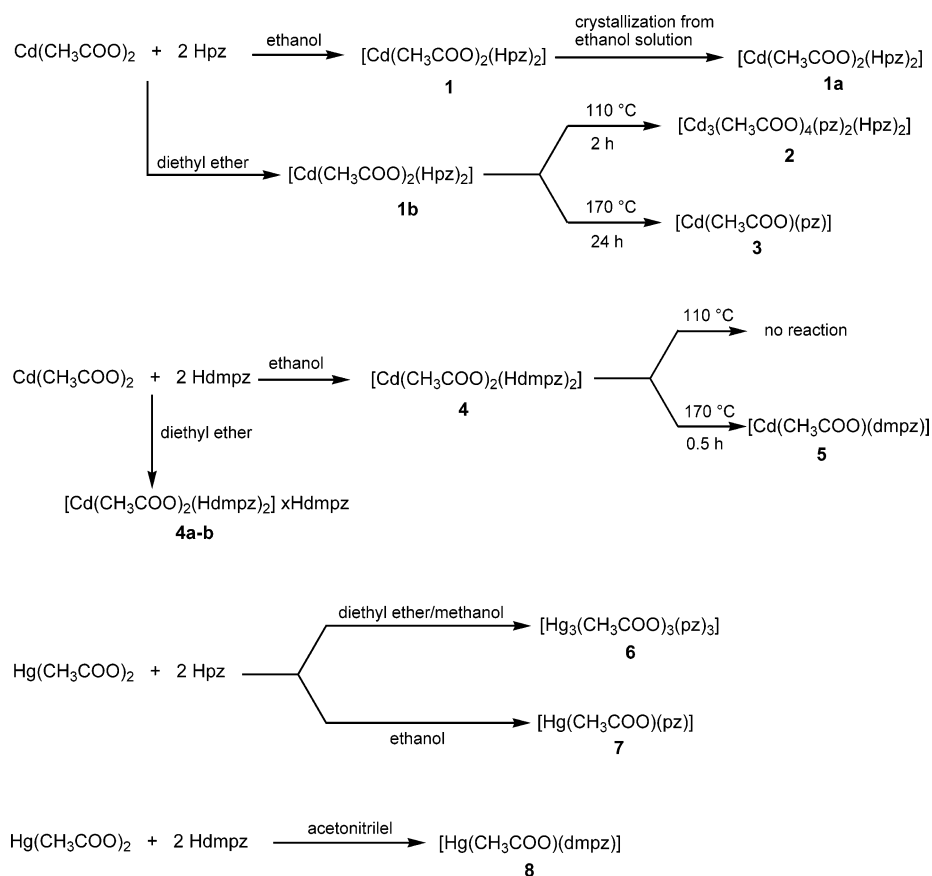 Cd(CH3COO)2 + 2 Hpz
ethanol
[Cd(CH3COO)2(Hpz)2]
1
crystallization from
ethanol solution
[Cd(CH3COO)2(Hpz)2]
1a
diethyl ether
[Cd(CH3COO)2(Hpz)2]
1b
110 °C
2 h
[Cd3(CH3COO)4(pz)2(Hpz)2]
2
170 °C
24 h
[Cd(CH3COO)(pz)]
3
Cd(CH3COO)2 + 2 Hdmpz
ethanol
[Cd(CH3COO)2(Hdmpz)2]
4
110 °C
no reaction
170 °C
0.5 h
[Cd(CH3COO)(dmpz)]
5
diethyl ether
[Cd(CH3COO)2(Hdmpz)2] xHdmpz
4a-b
Hg(CH3COO)2 + 2 Hpz
diethyl ether/methanol
[Hg3(CH3COO)3(pz)3]
6
ethanol
[Hg(CH3COO)(pz)]
7
Hg(CH3COO)2 + 2 Hdmpz
acetonitrilel
[Hg(CH3COO)(dmpz)]
8